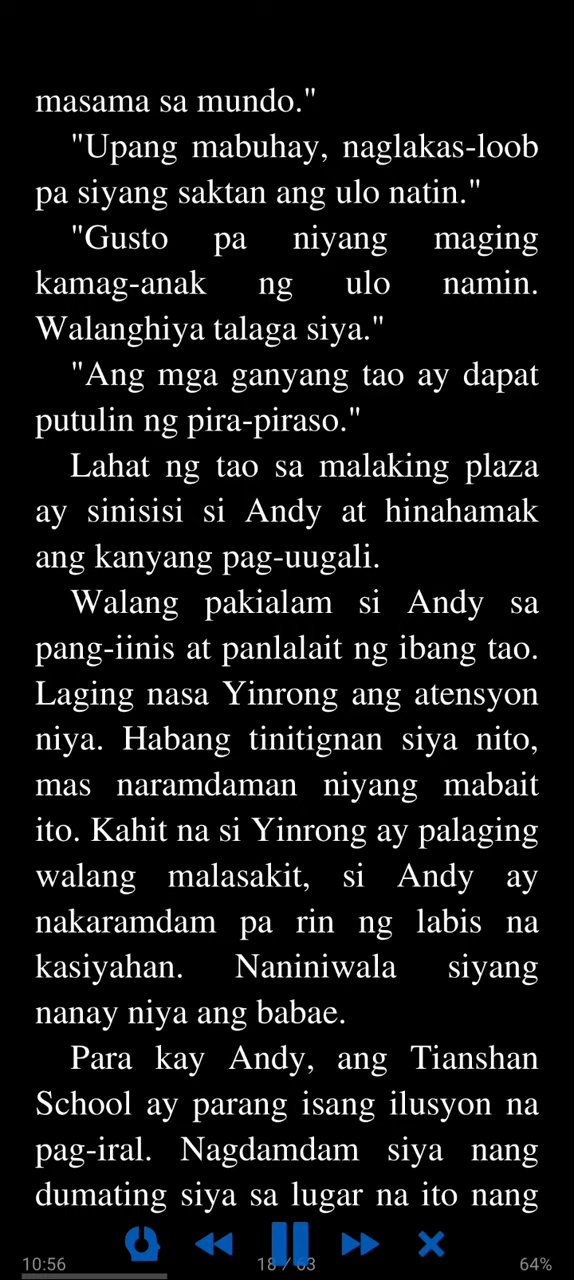 masama sa mundo."
"Upang mabuhay, naglakas-loob
pa siyang saktan ang ulo natin."
"Gusto pa niyang maging
kamag-anak ng ulo namin.
Walanghiya talaga siya."
"Ang mga ganyang tao ay dapat
putulin ng pira-piraso."
Lahat ng tao sa malaking plaza
ay sinisisi si Andy at hinahamak
ang kanyang pag-uugali.
Walang pakialam si Andy sa
pang-iinis at panlalait ng ibang tao.
Laging nasa Yinrong ang atensyon
niya. Habang tinitignan siya nito,
mas naramdaman niyang mabait
ito. Kahit na si Yinrong ay palaging
walang malasakit, si Andy ay
nakaramdam pa rin ng labis na
kasiyahan. Naniniwala siyang
nanay niya ang babae.
Para kay Andy, ang Tianshan
School ay parang isang ilusyon na
pag-iral. Nagdamdam siya nang
dumating siya sa lugar na ito nang
10:56 18 / 63 64%